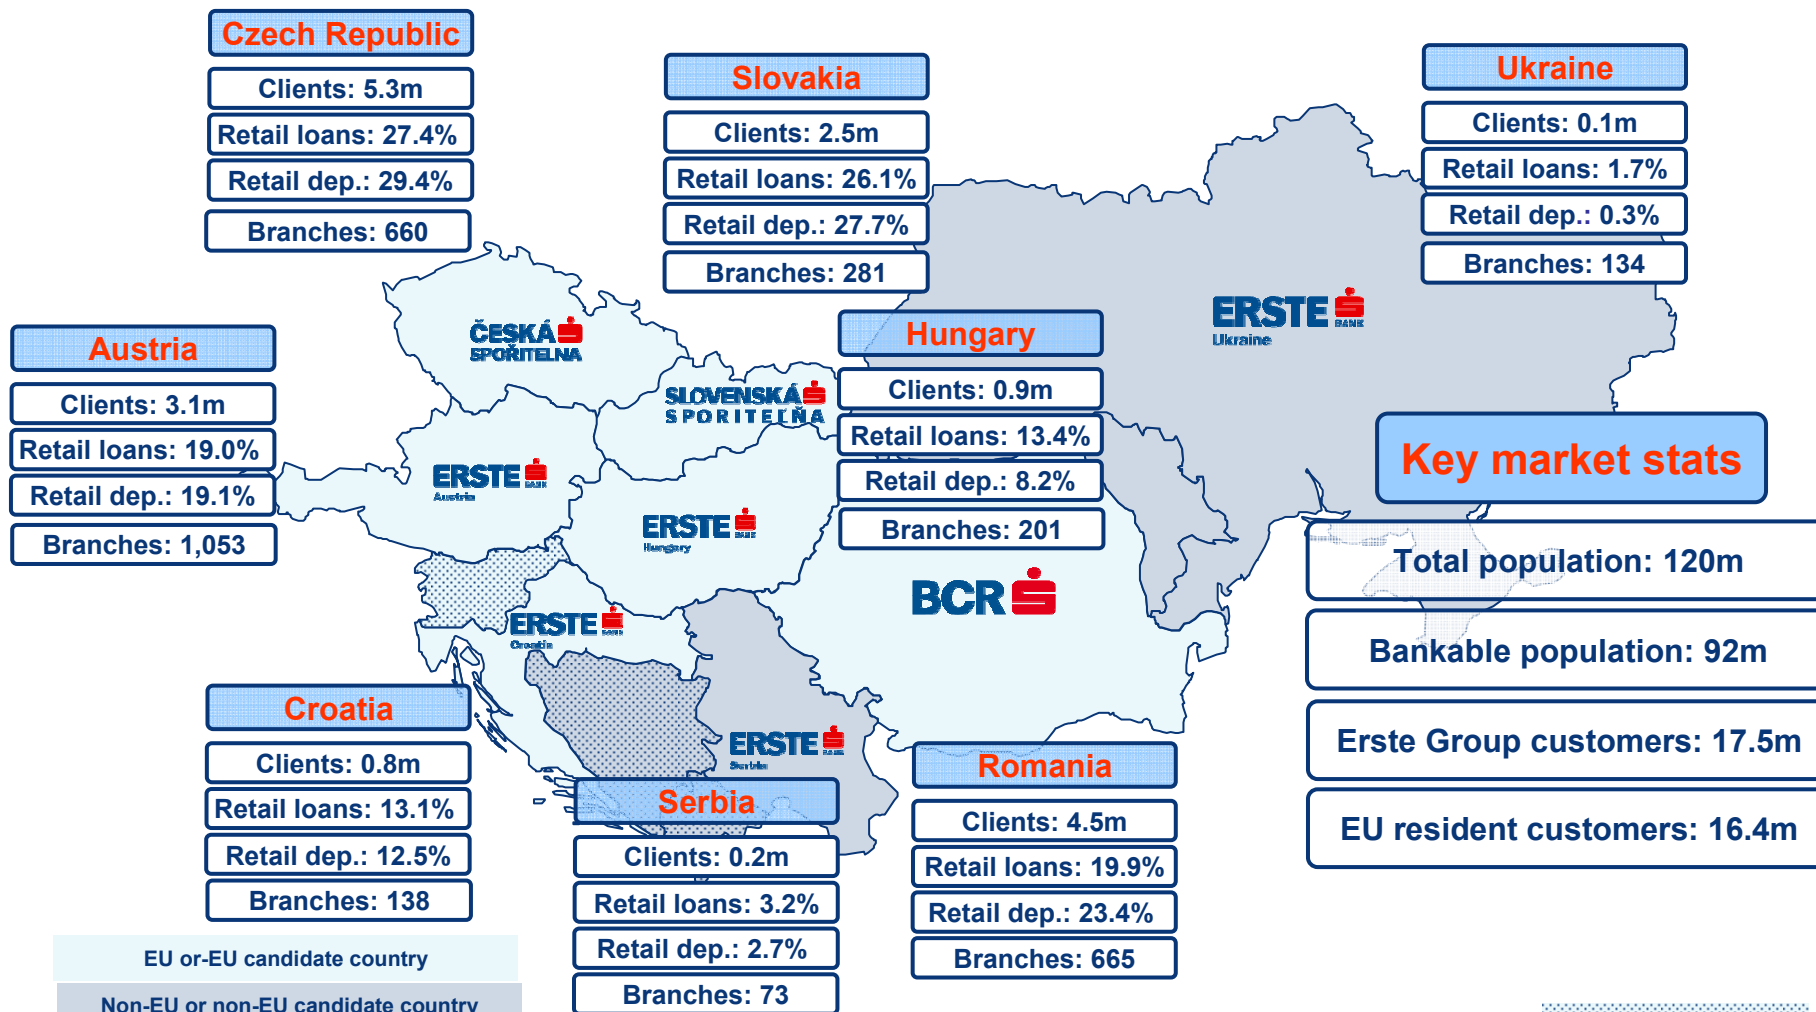 Czech Republic
Clients: 5.3m
Retail loans: 27.4%
Retail dep.: 29.4%
Branches: 660
Slovakia
Clients: 2.5m
Retail loans: 26.1%
Retail dep.: 27.7%
Branches: 281
Ukraine
Clients: 0.1m
Retail loans: 1.7%
Retail dep.: 0.3%
Branches: 134
ČESKÁ
SPOŘITELNA
ERSTE
BANK
Ukraine
Austria
Clients: 3.1m
Retail loans: 19.0%
Retail dep.: 19.1%
Branches: 1,053
SLOVENSKÁ
SPORITEĽŇA
Hungary
Clients: 0.9m
Retail loans: 13.4%
Retail dep.: 8.2%
Branches: 201
ERSTE
BANK
Austria
ERSTE
BANK
Hungary
Key market stats
Total population: 120m
Bankable population: 92m
Erste Group customers: 17.5m
EU resident customers: 16.4m
BCR
ERSTE
BANK
Croatia
Croatia
Clients: 0.8m
Retail loans: 13.1%
Retail dep.: 12.5%
Branches: 138
ERSTE
BANK
Serbia
Serbia
Clients: 0.2m
Retail loans: 3.2%
Retail dep.: 2.7%
Branches: 73
Romania
Clients: 4.5m
Retail loans: 19.9%
Retail dep.: 23.4%
Branches: 665
EU or-EU candidate country
Non-EU or non-EU candidate country